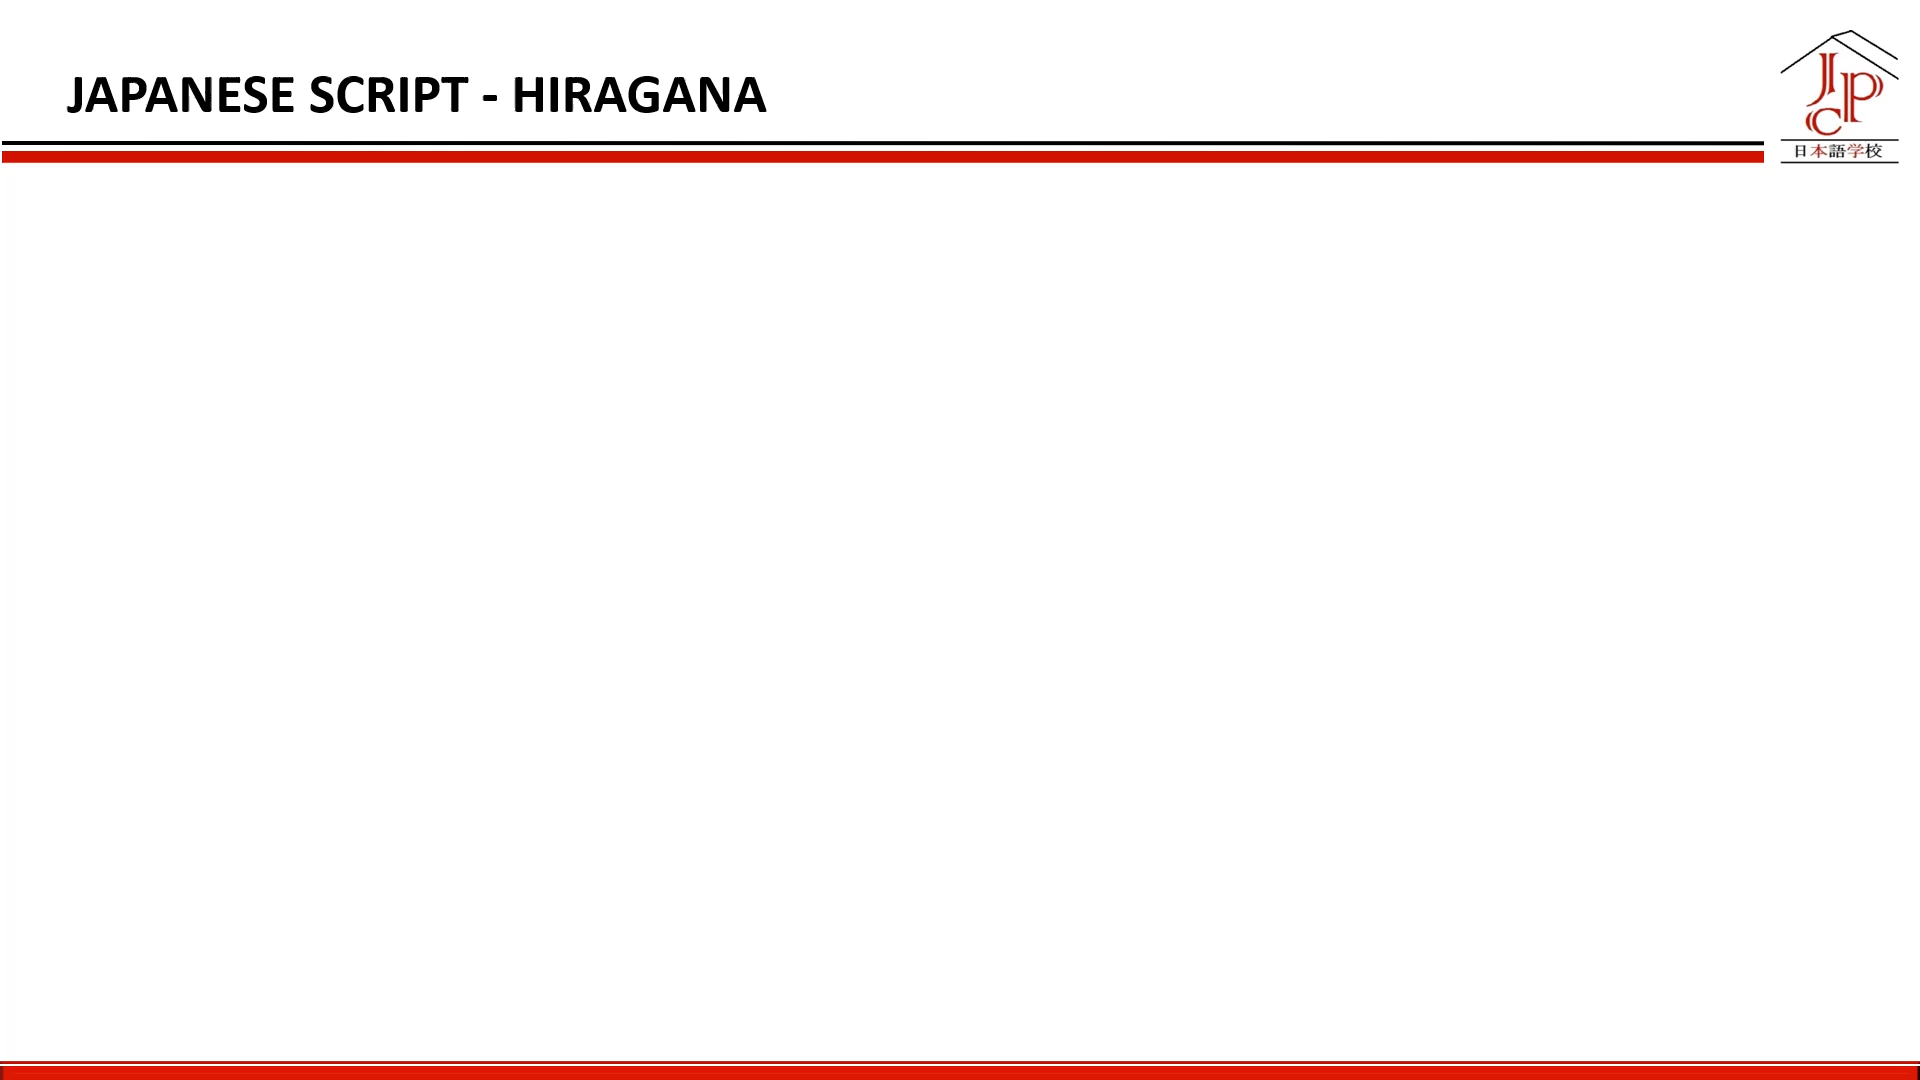 JAPANESE SCRIPT - HIRAGANA
JPC
日本語学校